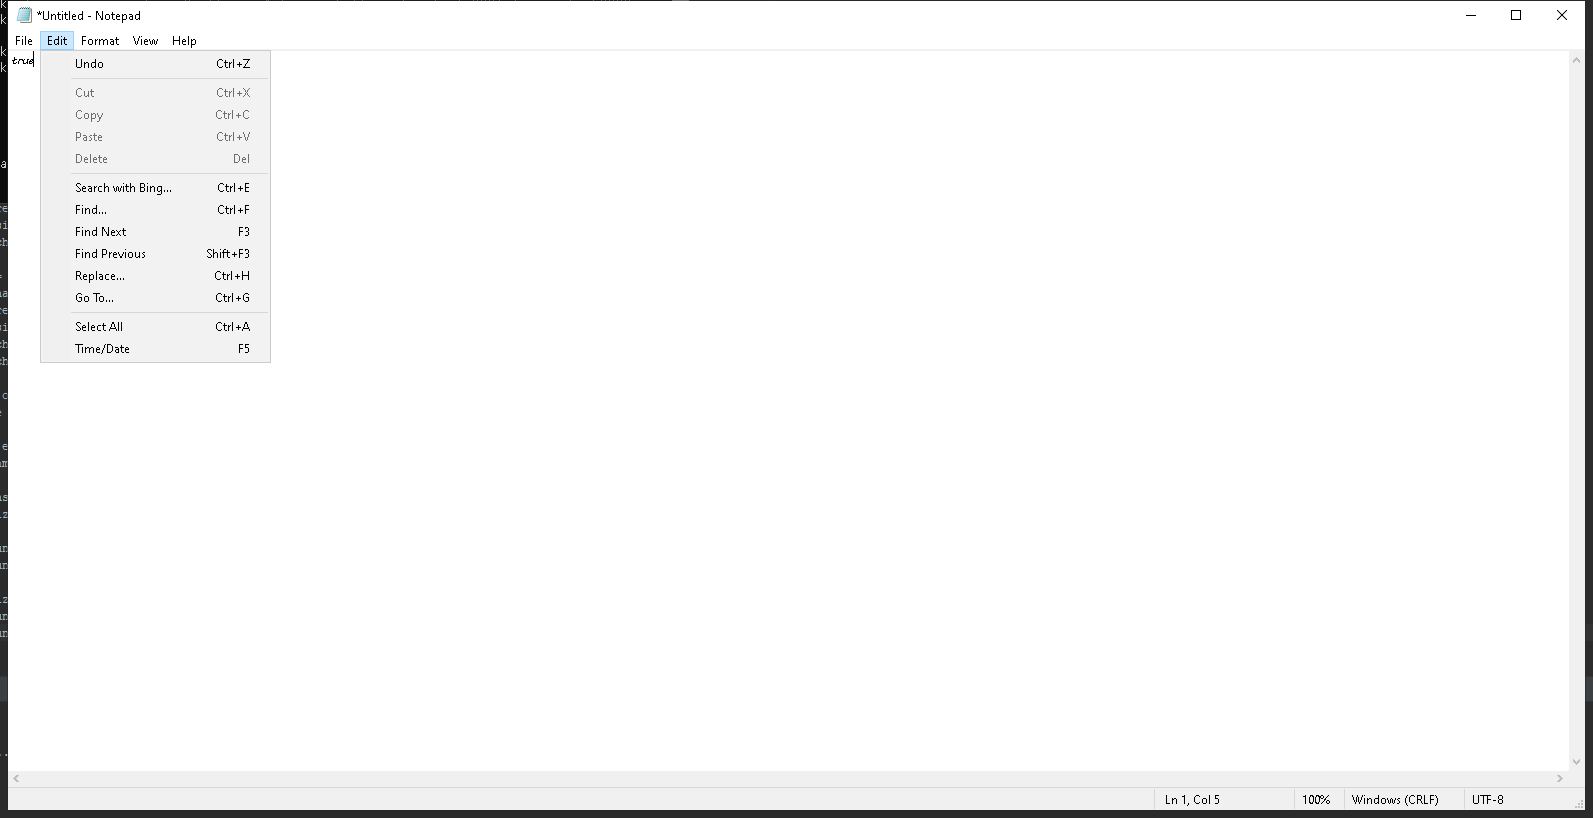 *Untitled - Notepad
File Edit Format View Help
true
Undo Ctrl+Z
Cut Ctrl+X
Copy Ctrl+C
Paste Ctrl+V
Delete Del
Search with Bing... Ctrl+E
Find... Ctrl+F
Find Next F3
Find Previous Shift+F3
Replace... Ctrl+H
Go To... Ctrl+G
Select All Ctrl+A
Time/Date F5
Ln 1, Col 5 100% Windows (CRLF) UTF-8